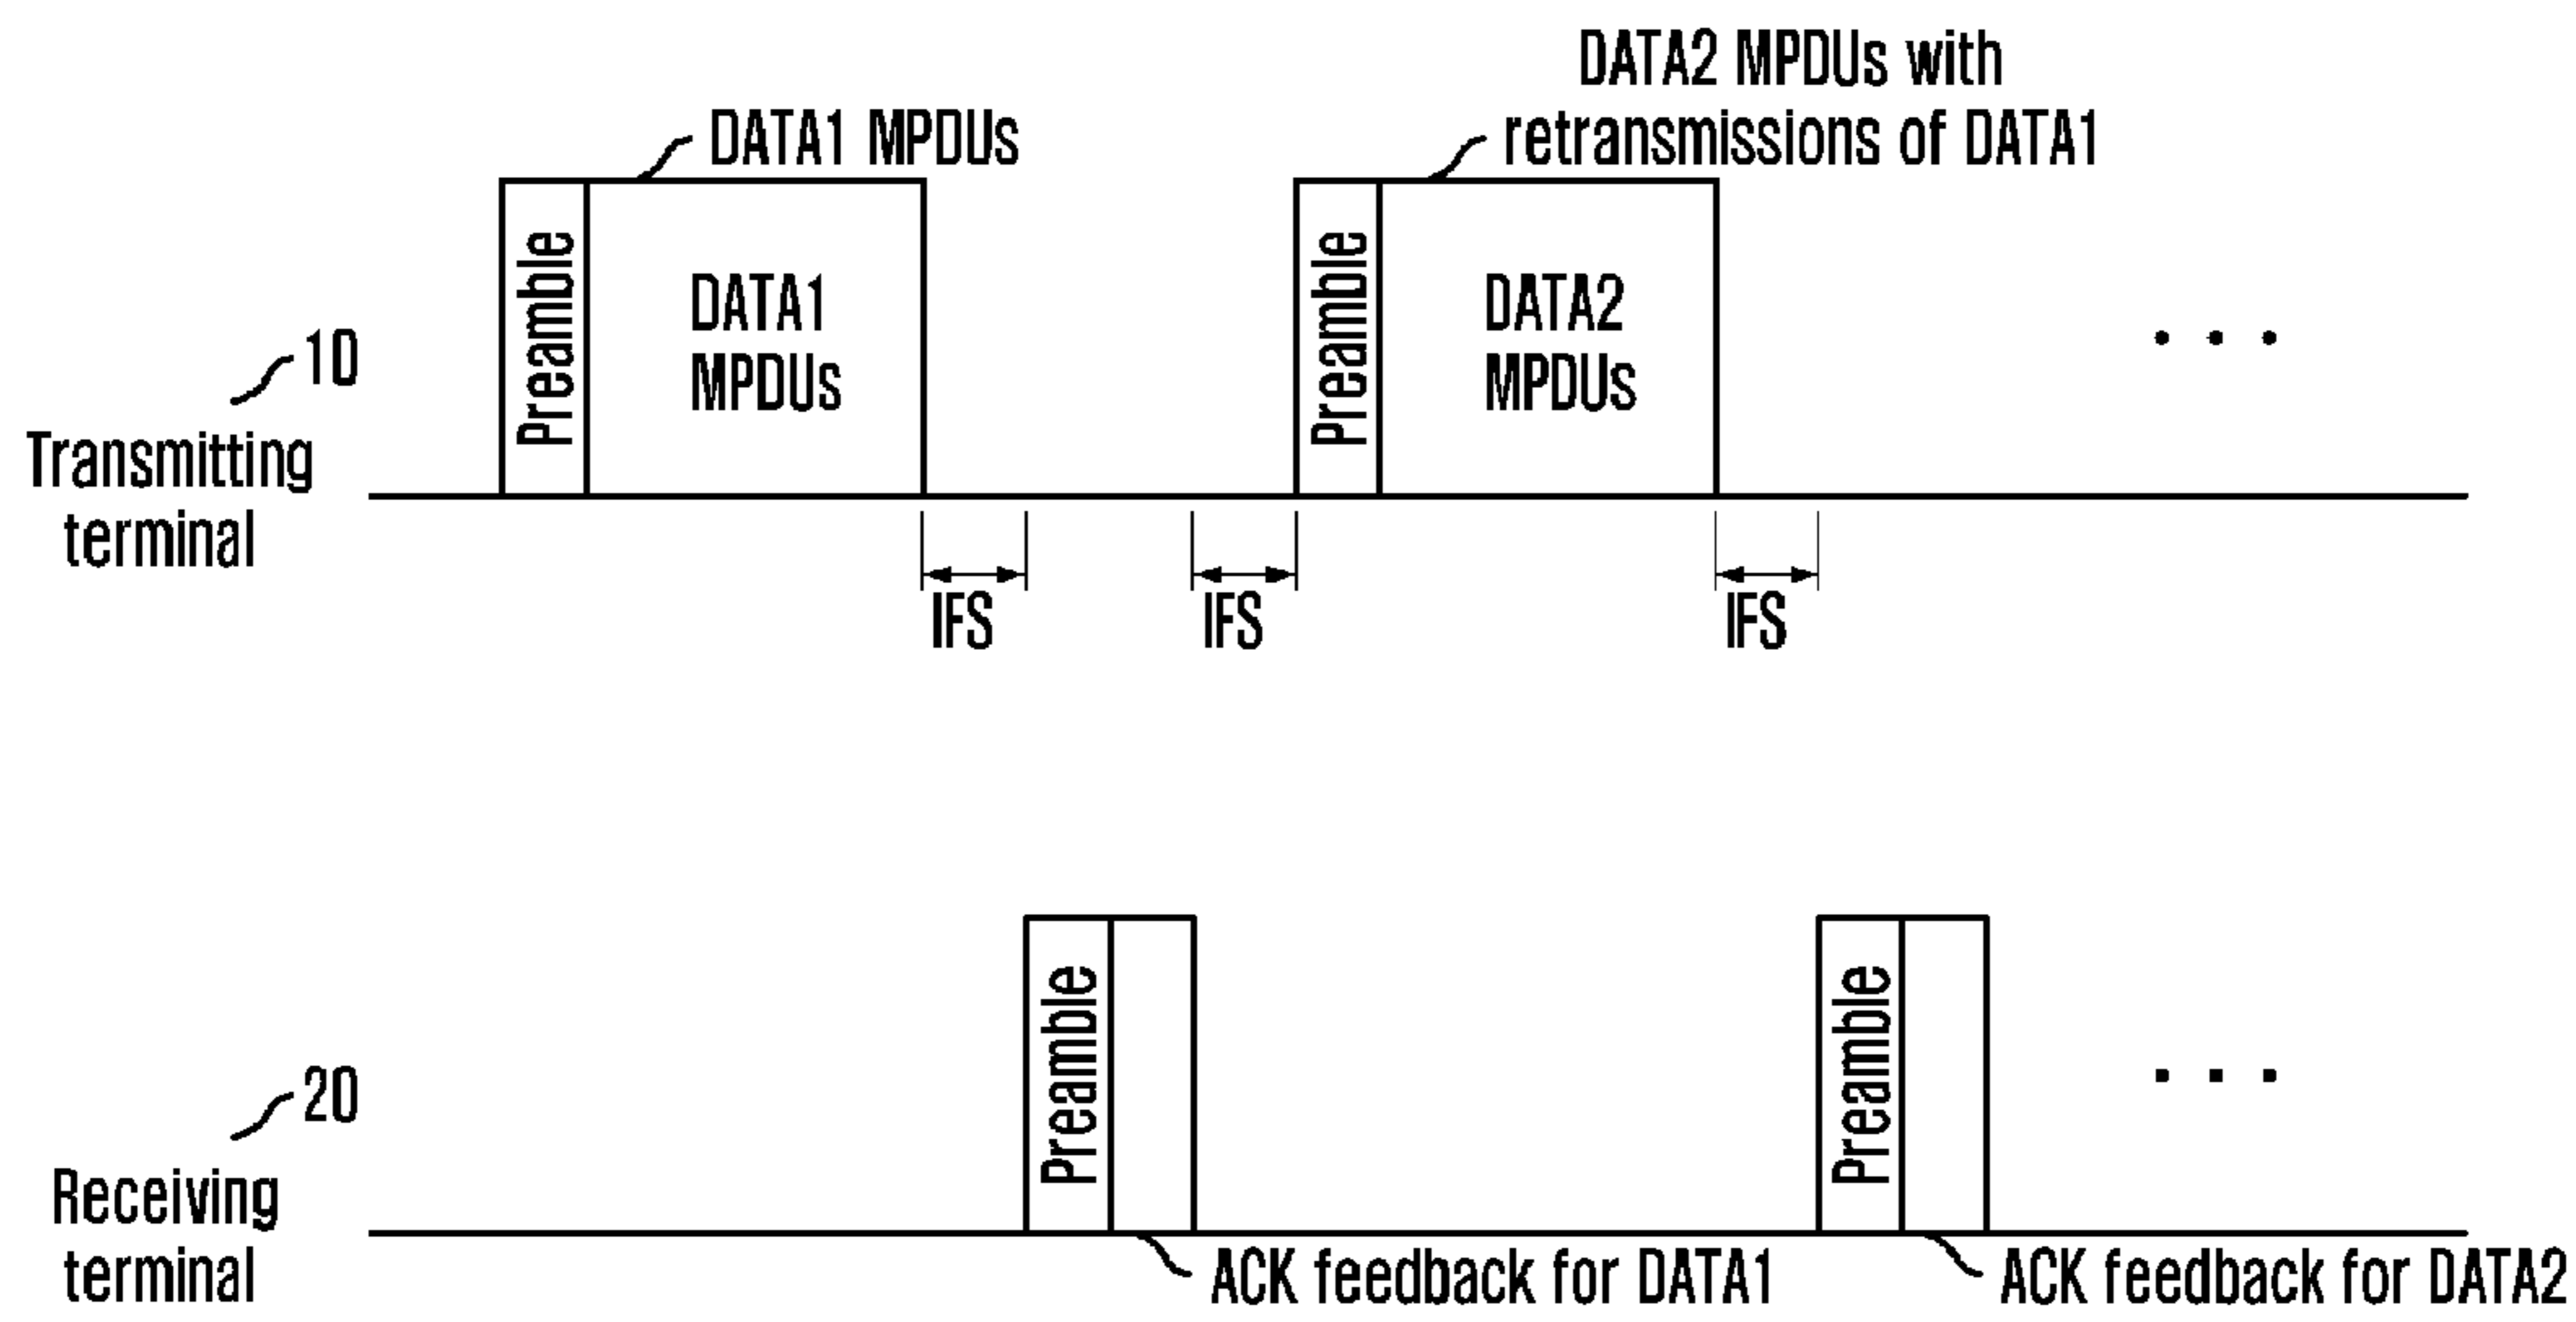 DATA2 MPDUs with
retransmissions of DATA1
DATA1 MPDUs
Preamble
DATA1
MPDUs
Preamble
DATA2
MPDUs
10
Transmitting
terminal
IFS
IFS
IFS
Preamble
Preamble
20
Receiving
terminal
ACK feedback for DATA1
ACK feedback for DATA2